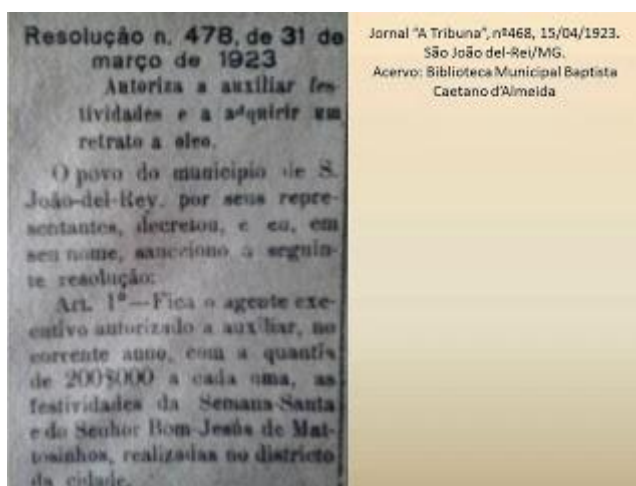 Resolução n. 478, de 31 de
março de 1923
Autoriza a auxiliar fes-
tividades e a adquirir um
retrato a oleo.
O povo do municipio de S.
João-del-Rey, por seus repre-
sentantes, decretou, e eu, em
seu nome, sancciono a seguin-
te resolução:
Art. 1º—Fica o agente exe-
cutivo autorizado a auxiliar, no
corrente anno, com a quantia
de 200$000 a cada uma, as
festividades da Semana-Santa
e do Senhor Bom Jesús de Mat-
tosinhos, realizadas no districto
da cidade.
Jornal "A Tribuna", nº468, 15/04/1923.
São João del-Rei/MG.
Acervo: Biblioteca Municipal Baptista
Caetano d'Almeida